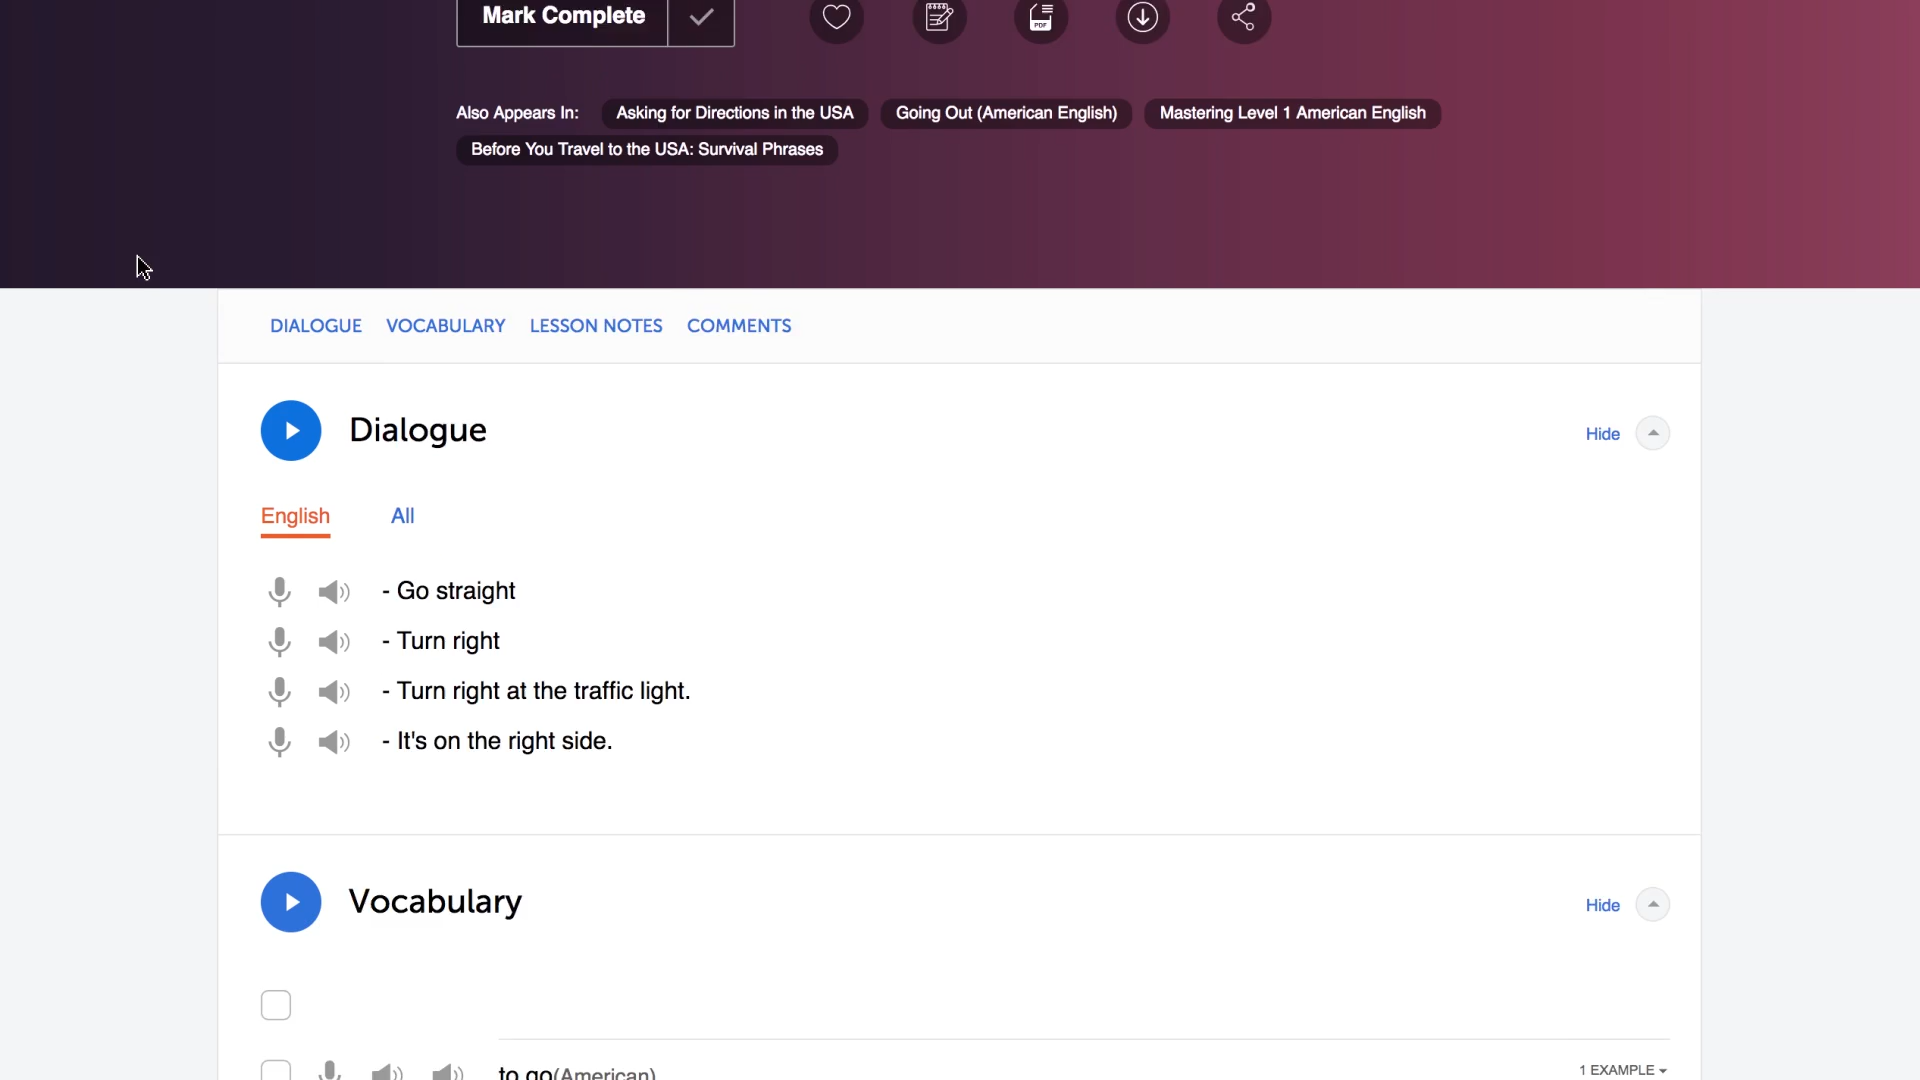 Mark Complete
PDF
Also Appears In: Asking for Directions in the USA Going Out (American English) Mastering Level 1 American English
Before You Travel to the USA: Survival Phrases
DIALOGUE VOCABULARY LESSON NOTES COMMENTS
Dialogue Hide
English All
- Go straight
- Turn right
- Turn right at the traffic light.
- It's on the right side.
Vocabulary Hide
to go(American) 1 EXAMPLE